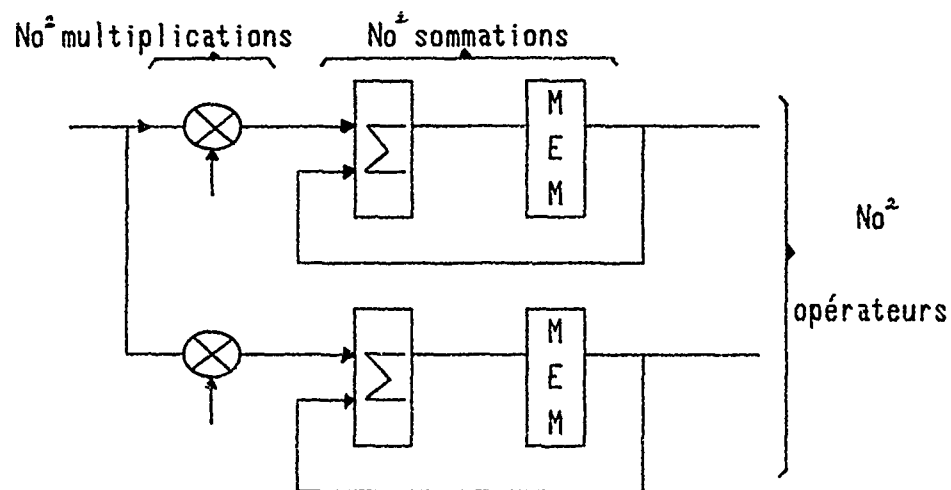 No² multiplications
No² sommations
Σ
M
E
M
No²
opérateurs
Σ
M
E
M